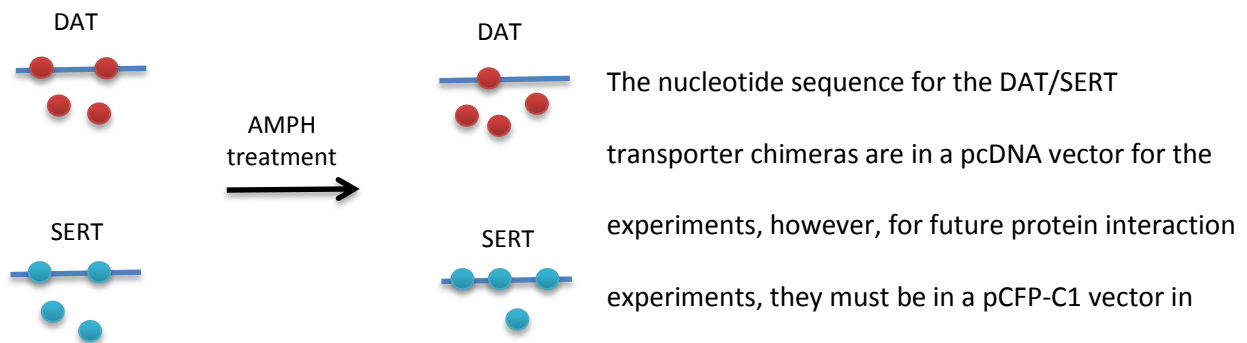 DAT
DAT
AMPH
treatment
SERT
SERT
The nucleotide sequence for the DAT/SERT
transporter chimeras are in a pcDNA vector for the
experiments, however, for future protein interaction
experiments, they must be in a pCFP-C1 vector in